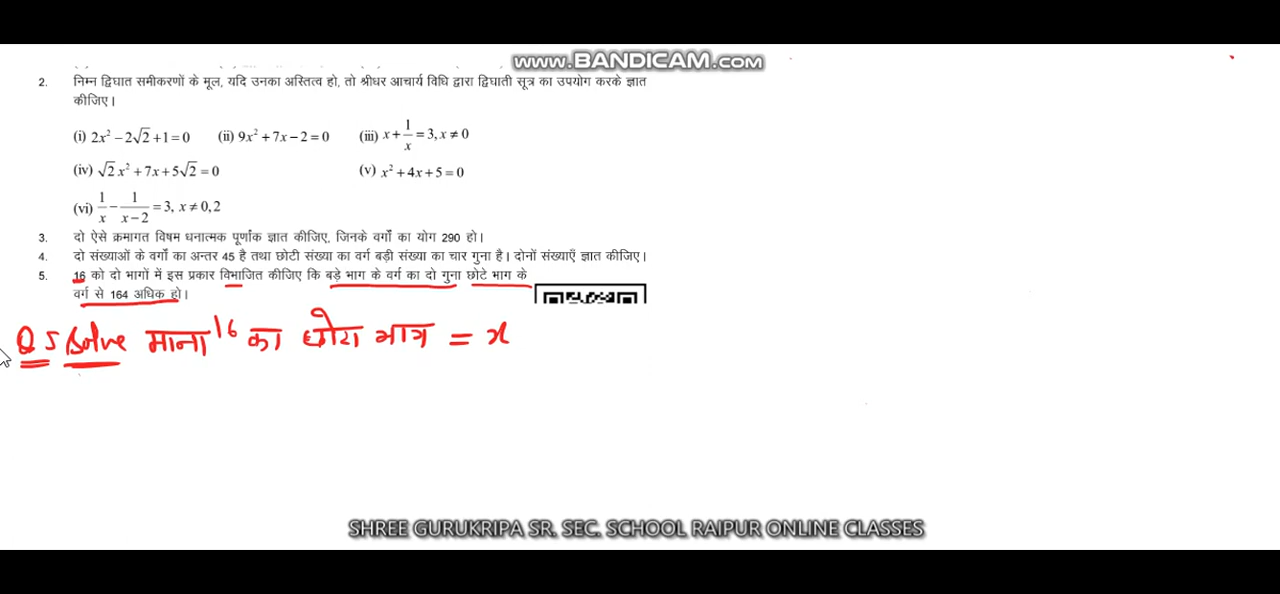 www.BANDICAM.com
2. निम्न द्विघात समीकरणों के मूल, यदि उनका अस्तित्व हो, तो श्रीधर आचार्य विधि द्वारा द्विघाती सूत्र का उपयोग करके ज्ञात
कीजिए।
(i) 2x² − 2√2 + 1 = 0 (ii) 9x² + 7x − 2 = 0 (iii) x + 1/x = 3, x ≠ 0
(iv) √2 x² + 7x + 5√2 = 0 (v) x² + 4x + 5 = 0
(vi) 1/x − 1/(x−2) = 3, x ≠ 0, 2
3. दो ऐसे क्रमागत विषम धनात्मक पूर्णांक ज्ञात कीजिए, जिनके वर्गों का योग 290 हो।
4. दो संख्याओं के वर्गों का अन्तर 45 है तथा छोटी संख्या का वर्ग बड़ी संख्या का चार गुना है। दोनों संख्याएँ ज्ञात कीजिए।
5. 16 को दो भागों में इस प्रकार विभाजित कीजिए कि बड़े भाग के वर्ग का दो गुना छोटे भाग के
वर्ग से 164 अधिक हो।
Q 5 Solve माना 16 का छोटा भाग = x
SHREE GURUKRIPA SR. SEC. SCHOOL RAIPUR ONLINE CLASSES